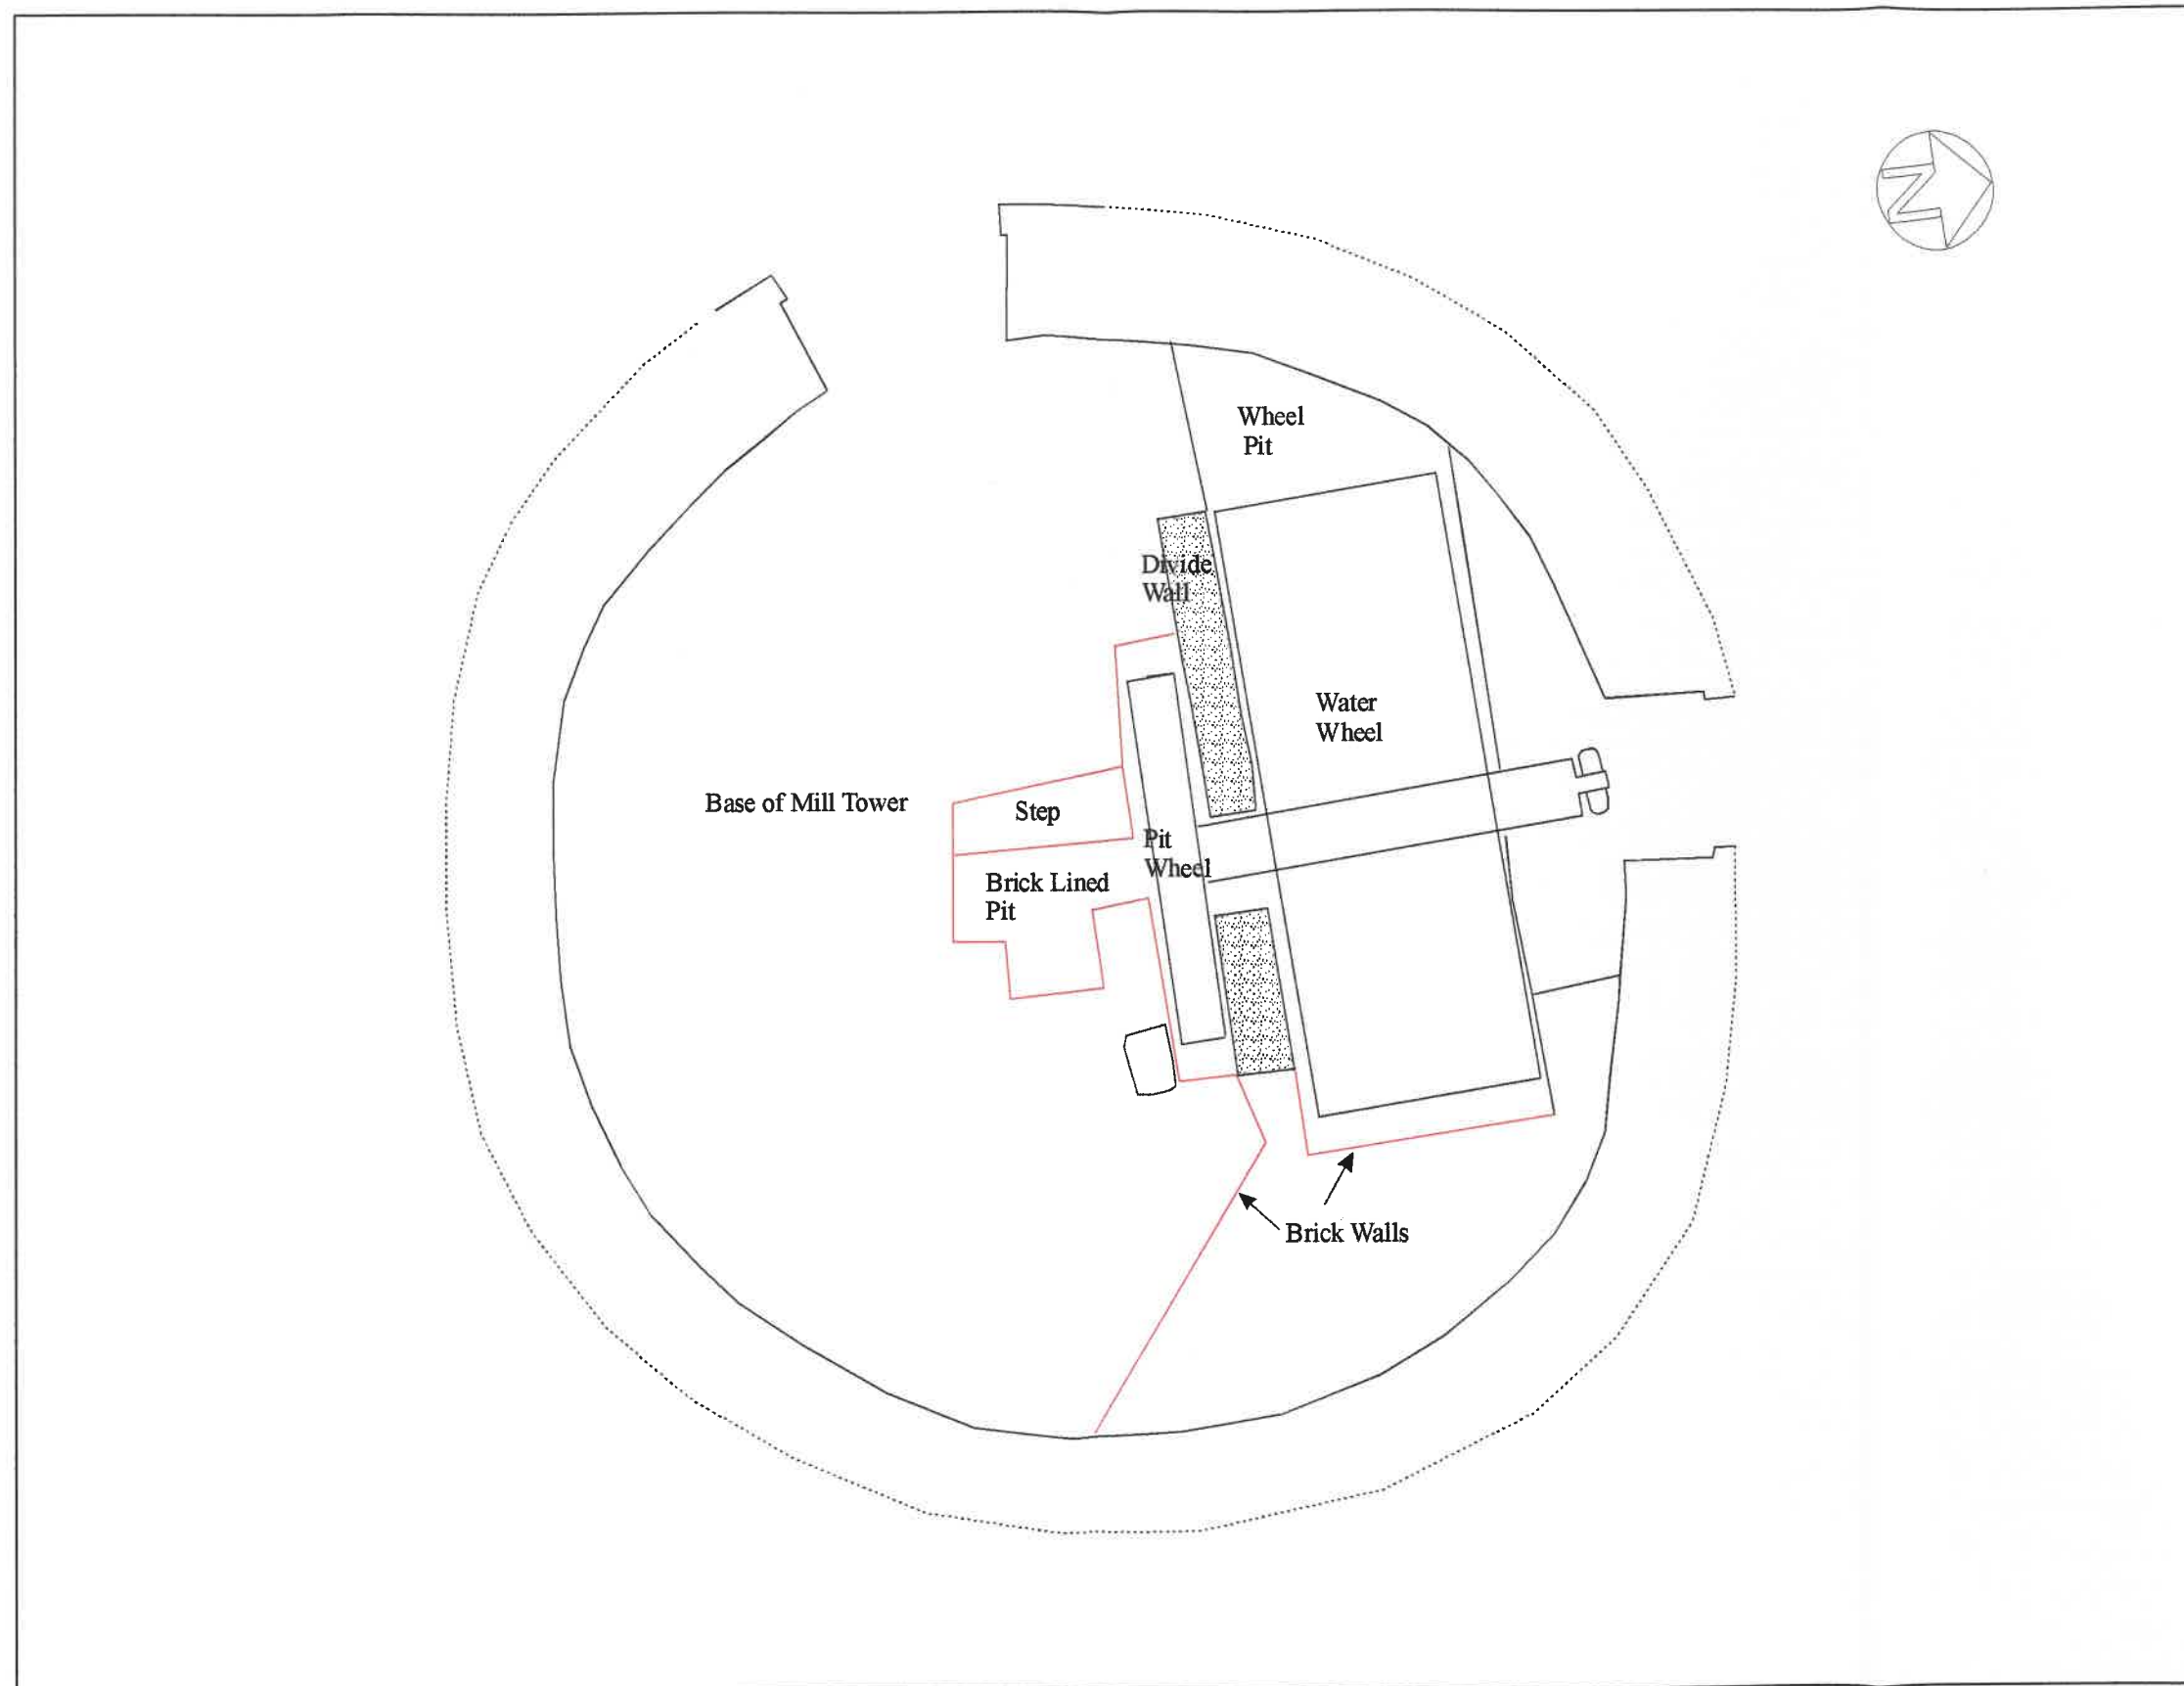 N
Wheel
Pit
Divide
Wall
Water
Wheel
Base of Mill Tower
Step
Pit
Wheel
Brick Lined
Pit
Brick Walls